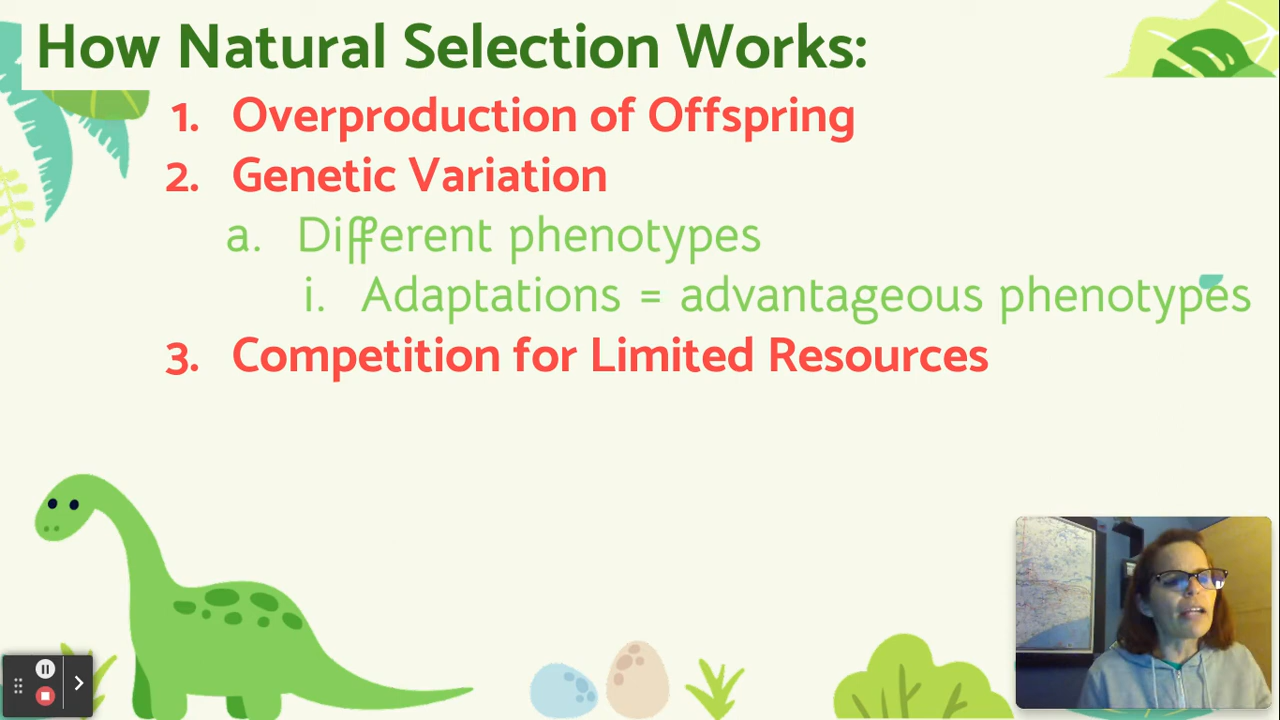 How Natural Selection Works:
1. Overproduction of Offspring
2. Genetic Variation
a. Different phenotypes
i. Adaptations = advantageous phenotypes
3. Competition for Limited Resources